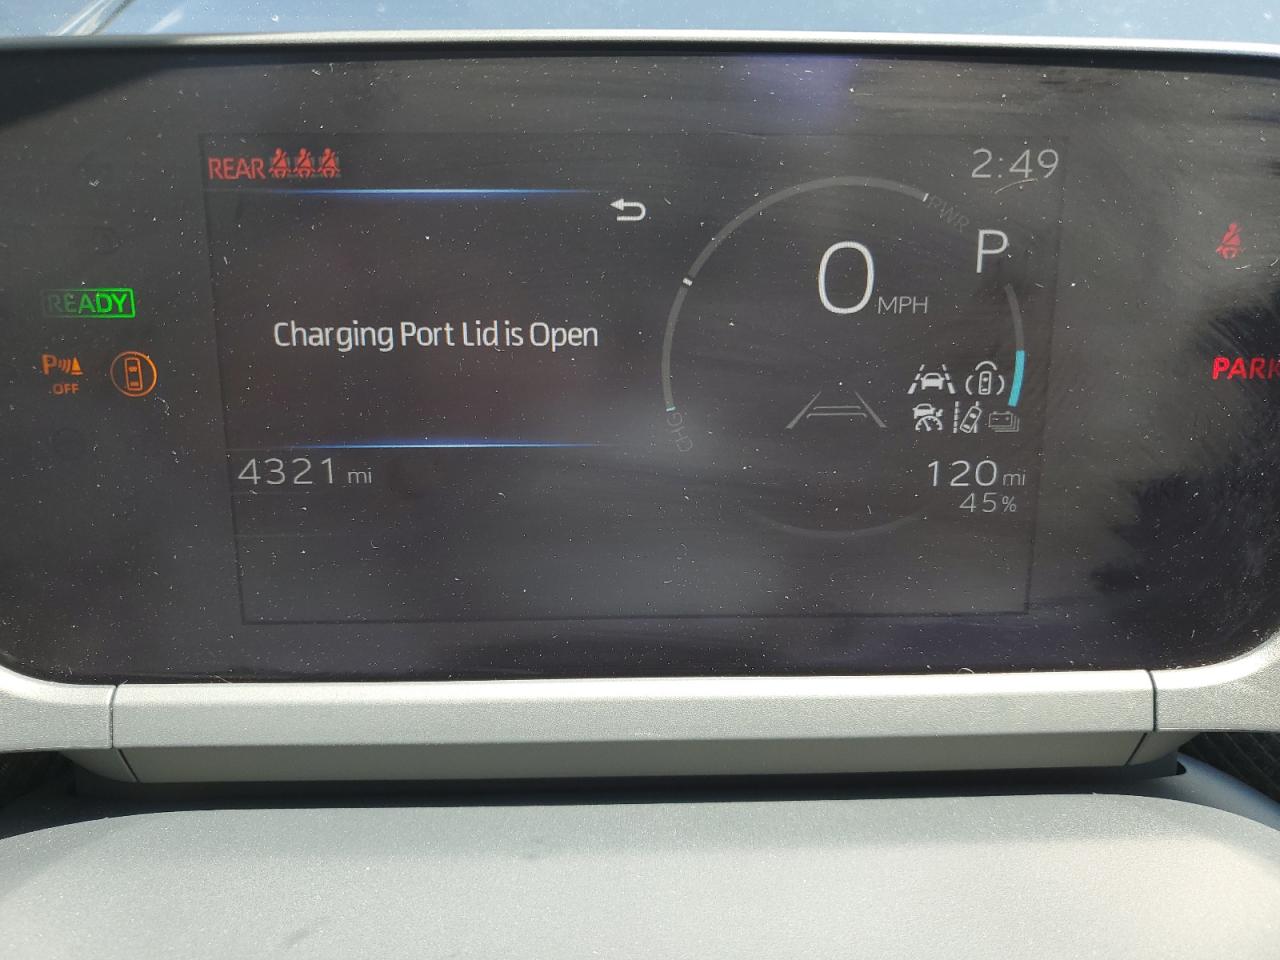 REAR
2:49
PWR
P
0 MPH
READY
Charging Port Lid is Open
P
OFF
PARK
CHG
4321 mi
120 mi
45%